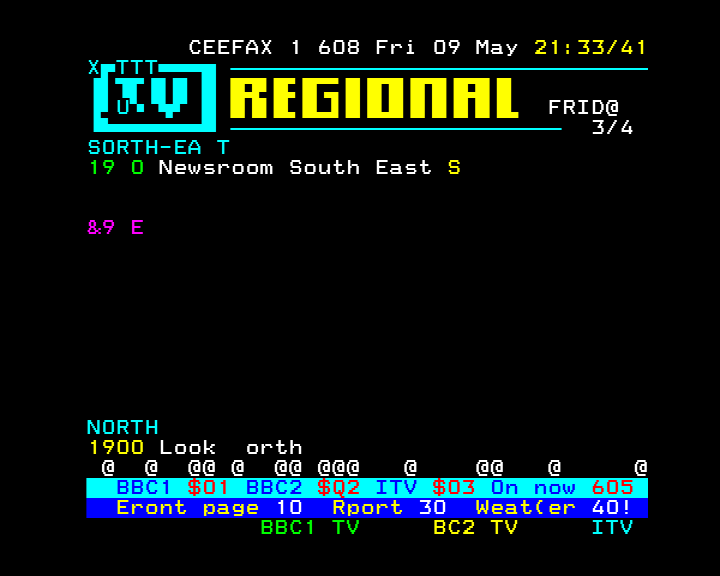 CEEFAX 1 608 Fri 09 May 21:33/41
X TTT
TV REGIONAL
U FRID@
3/4
SORTH-EA T
19 0 Newsroom South East S
&9 E
NORTH
1900 Look  orth
@ @ @@ @ @@ @@@ @ @@ @ @
BBC1 $01 BBC2 $Q2 ITV $03 On now 605
Eront page 10 Rport 30 Weat(er 40!
BBC1 TV BC2 TV ITV